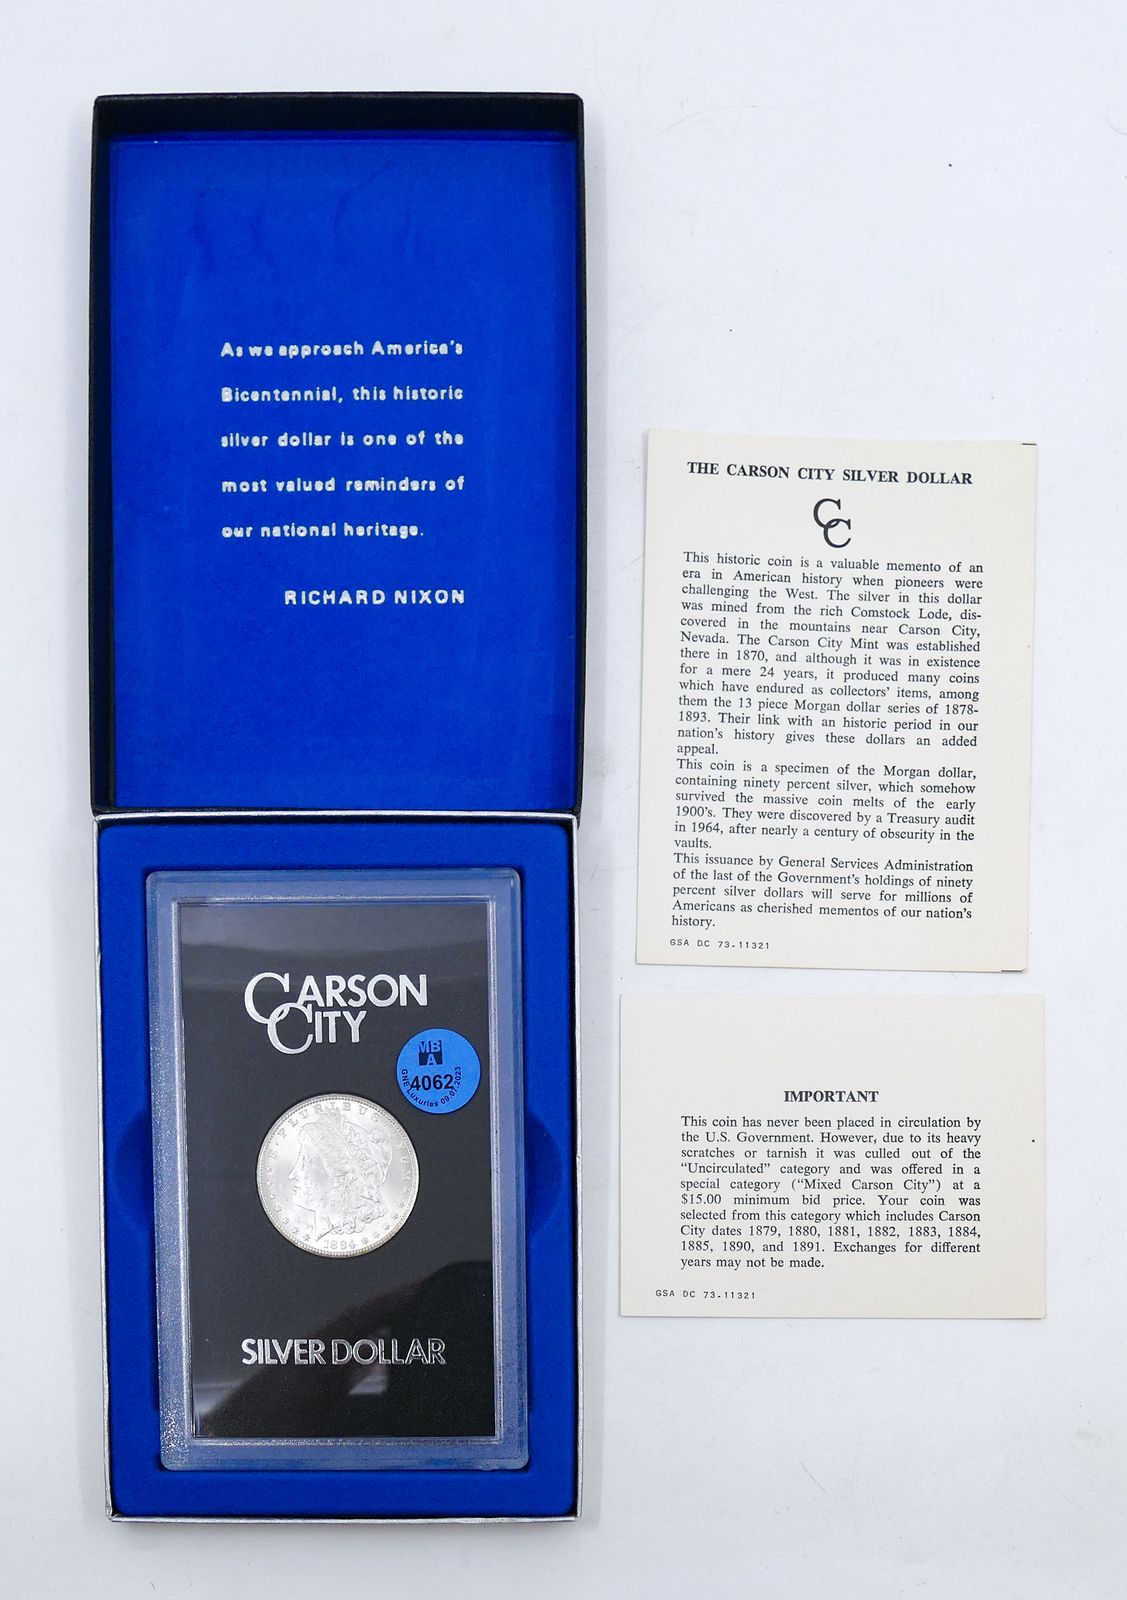 As we approach America's
Bicentennial, this historic
silver dollar is one of the
most valued reminders of
our national heritage.
RICHARD NIXON
CARSON
CITY
MB
A
4062
GNE Luxuries 09.07.2023
PLURIBUS
1884
SILVER DOLLAR
THE CARSON CITY SILVER DOLLAR
CC
This historic coin is a valuable memento of an
era in American history when pioneers were
challenging the West. The silver in this dollar
was mined from the rich Comstock Lode, dis-
covered in the mountains near Carson City,
Nevada. The Carson City Mint was established
there in 1870, and although it was in existence
for a mere 24 years, it produced many coins
which have endured as collectors' items, among
them the 13 piece Morgan dollar series of 1878-
1893. Their link with an historic period in our
nation's history gives these dollars an added
appeal.
This coin is a specimen of the Morgan dollar,
containing ninety percent silver, which somehow
survived the massive coin melts of the early
1900's. They were discovered by a Treasury audit
in 1964, after nearly a century of obscurity in the
vaults.
This issuance by General Services Administration
of the last of the Government's holdings of ninety
percent silver dollars will serve for millions of
Americans as cherished mementos of our nation's
history.
GSA DC 73-11321
IMPORTANT
This coin has never been placed in circulation by
the U.S. Government. However, due to its heavy
scratches or tarnish it was culled out of the
"Uncirculated" category and was offered in a
special category ("Mixed Carson City") at a
$15.00 minimum bid price. Your coin was
selected from this category which includes Carson
City dates 1879, 1880, 1881, 1882, 1883, 1884,
1885, 1890, and 1891. Exchanges for different
years may not be made.
GSA DC 73-11321